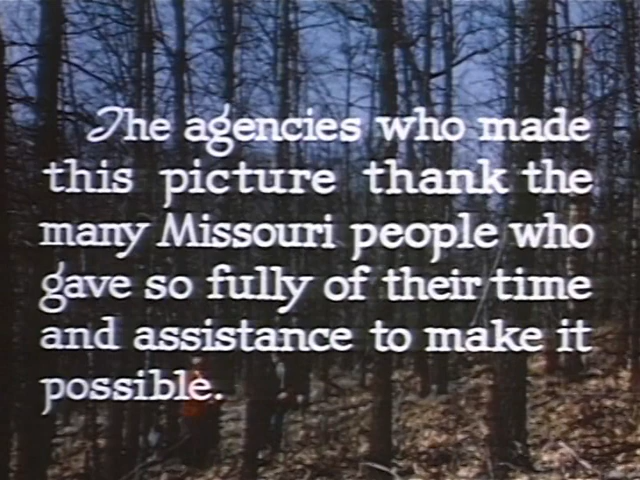 The agencies who made
this picture thank the
many Missouri people who
gave so fully of their time
and assistance to make it
possible.